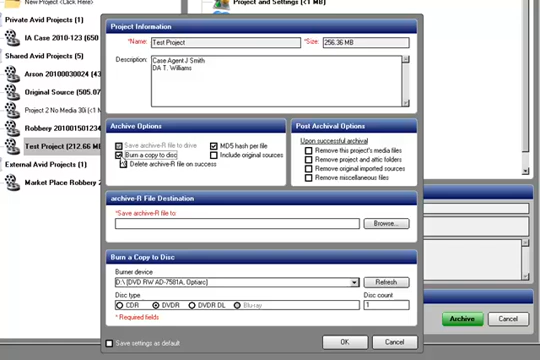 New Project <Click Here>
Project and Settings (<1 MB)
Private Avid Projects (1)
IA Case 2010-123 (650
Shared Avid Projects (5)
Arson 20100030024 (43
Original Source (505.07
Project 2 No Media 30i (<1 M
Robbery 201001501234
Test Project (212.66 MB
External Avid Projects (1)
Market Place Robbery 2
Project Information
*Name: Test Project
*Size: 256.36 MB
Description: Case Agent J Smith
DA T. Williams
Archive Options
Save archive-R file to drive
MD5 hash per file
Burn a copy to disc
Include original sources
Delete archive-R file on success
Post Archival Options
Upon successful archival
Remove this project's media files
Remove project and attic folders
Remove original imported sources
Remove miscellaneous files
archive-R File Destination
*Save archive-R file to:
Browse...
Burn a Copy to Disc
Burner device
D:\ [DVD RW AD-7581A, Optiarc]
Refresh
Disc type
Disc count
CDR
DVDR
DVDR DL
Blu-ray
1
* Required fields
Save settings as default
OK
Cancel
Archive
Cancel